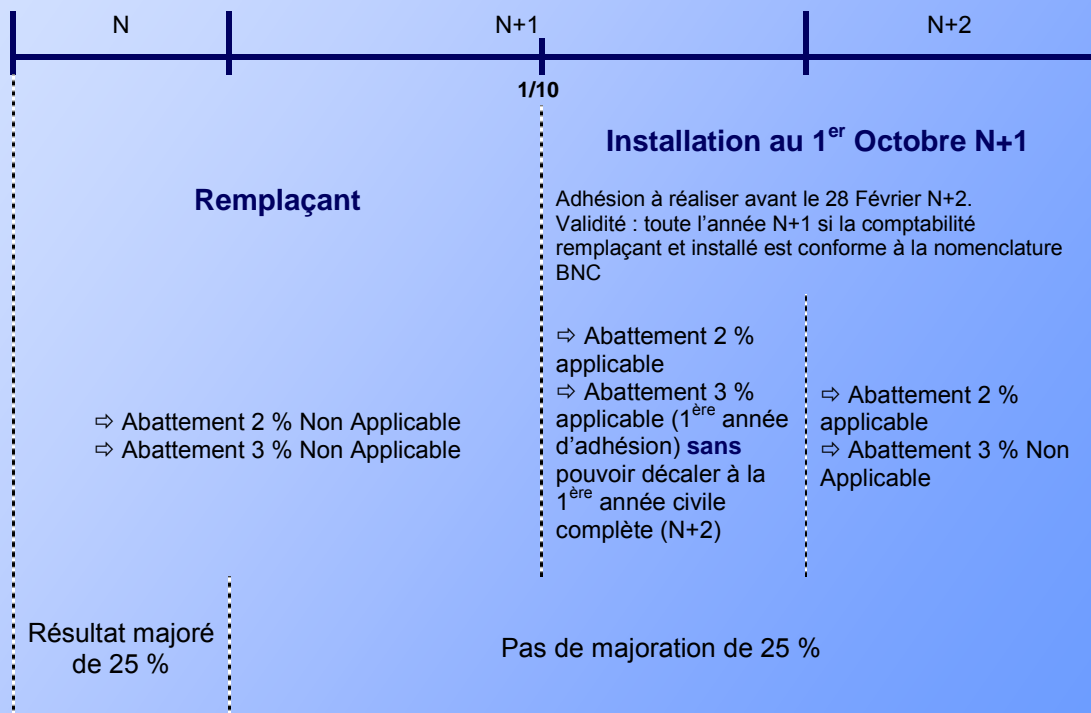 N
N+1
N+2
1/10
Installation au 1er Octobre N+1
Remplaçant
Adhésion à réaliser avant le 28 Février N+2.
Validité : toute l’année N+1 si la comptabilité
remplaçant et installé est conforme à la nomenclature
BNC
⇨ Abattement 2 % Non Applicable
⇨ Abattement 3 % Non Applicable
⇨ Abattement 2 %
applicable
⇨ Abattement 3 %
applicable (1ère année
d’adhésion) sans
pouvoir décaler à la
1ère année civile
complète (N+2)
⇨ Abattement 2 %
applicable
⇨ Abattement 3 % Non
Applicable
Résultat majoré
de 25 %
Pas de majoration de 25 %